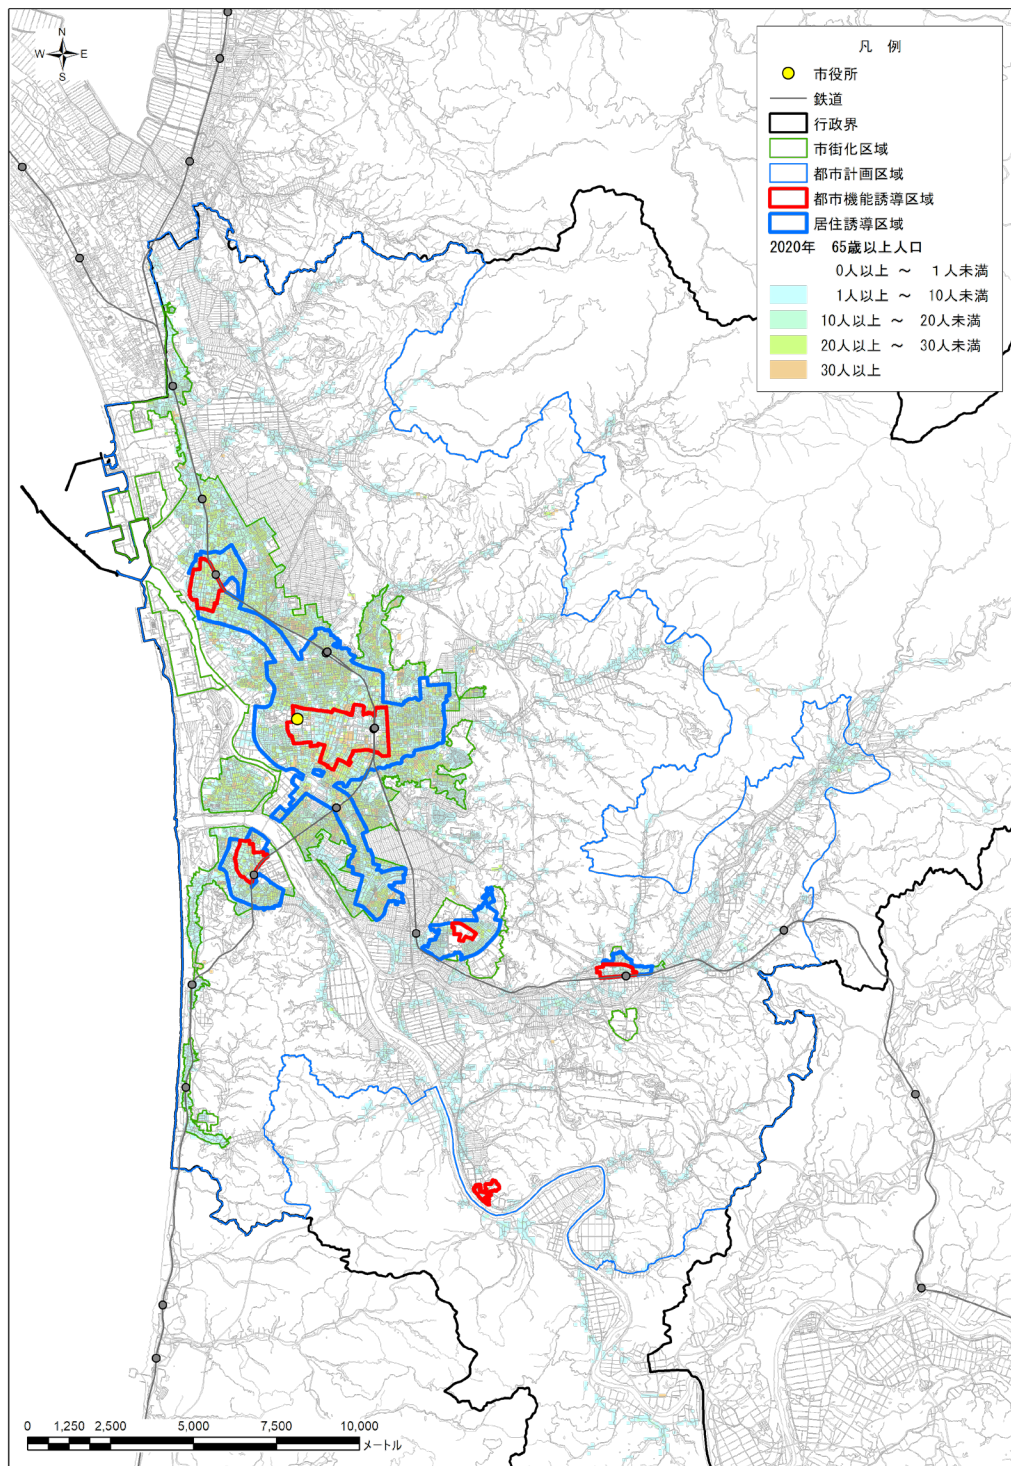 N
W E
S
凡 例
市役所
鉄道
行政界
市街化区域
都市計画区域
都市機能誘導区域
居住誘導区域
2020年 65歳以上人口
0人以上 ～ 1人未満
1人以上 ～ 10人未満
10人以上 ～ 20人未満
20人以上 ～ 30人未満
30人以上
0 1,250 2,500 5,000 7,500 10,000
メートル